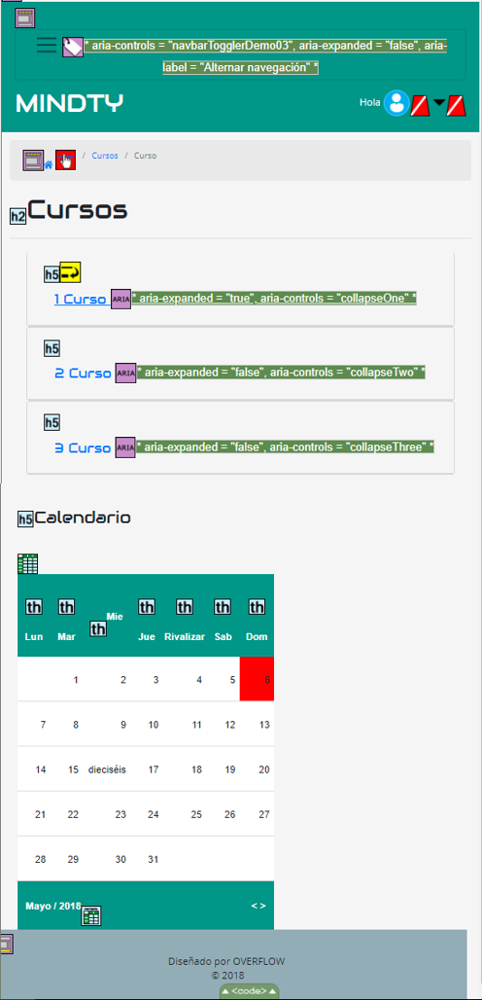 * aria-controls = "navbarTogglerDemo03", aria-expanded = "false", aria-
label = "Alternar navegación" *
MINDTY
Hola
/ Cursos / Curso
h2 Cursos
h5
1 Curso ARIA * aria-expanded = "true", aria-controls = "collapseOne" *
h5
2 Curso ARIA * aria-expanded = "false", aria-controls = "collapseTwo" *
h5
3 Curso ARIA * aria-expanded = "false", aria-controls = "collapseThree" *
h5 Calendario
th th th Mie th th th th
Lun Mar Jue Rivalizar Sab Dom
1 2 3 4 5 6
7 8 9 10 11 12 13
14 15 dieciséis 17 18 19 20
21 22 23 24 25 26 27
28 29 30 31
Mayo / 2018 < >
Diseñado por OVERFLOW
© 2018
▲ <code> ▲